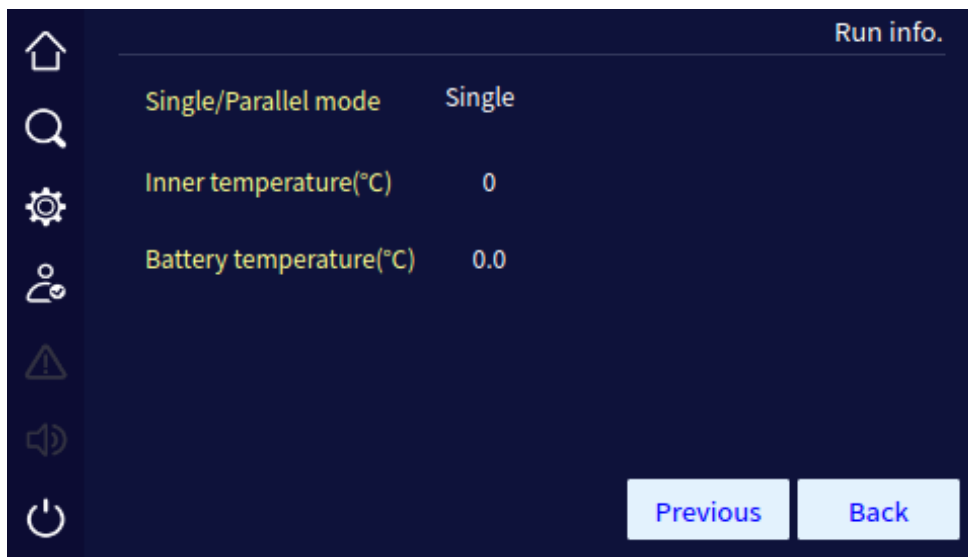 Run info.
Single/Parallel mode Single
Inner temperature(°C) 0
Battery temperature(°C) 0.0
Previous Back